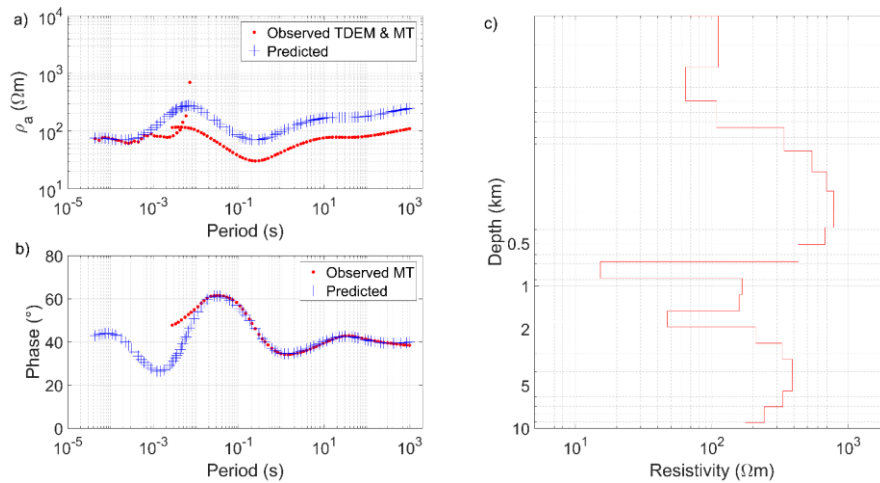 a)
10^4
10^3
10^2
10^1
ρ_a (Ωm)
Observed TDEM & MT
Predicted
10^-5
10^-3
10^-1
10^1
10^3
Period (s)
b)
80
60
40
20
0
Phase (°)
Observed MT
Predicted
10^-5
10^-3
10^-1
10^1
10^3
Period (s)
c)
Depth (km)
0.5
1
2
5
10
10^1
10^2
10^3
Resistivity (Ωm)